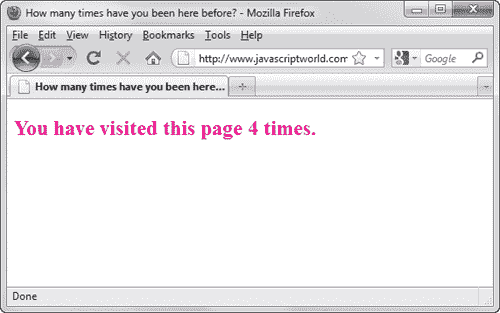 How many times have you been here before? - Mozilla Firefox
File Edit View History Bookmarks Tools Help
http://www.javascriptworld.com Google
How many times have you been here...
You have visited this page 4 times.
Done